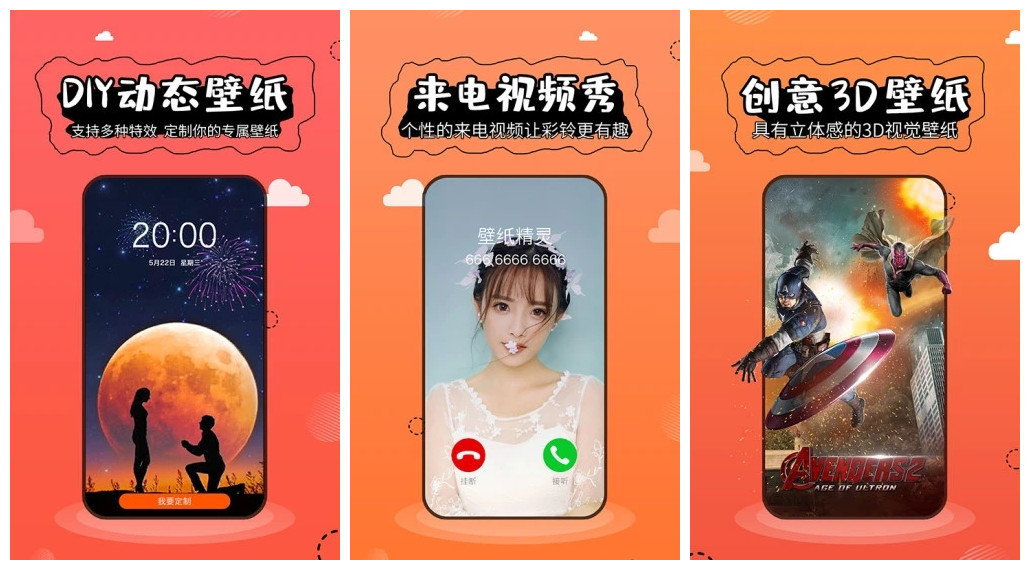 DIY动态壁纸
支持多种特效 定制你的专属壁纸
20:00
5月22日 星期三
我要定制
来电视频秀
个性的来电视频让彩铃更有趣
壁纸精灵
666 6666 6666
挂断
接听
创意3D壁纸
具有立体感的3D视觉壁纸
AVENGERS2
AGE OF ULTRON